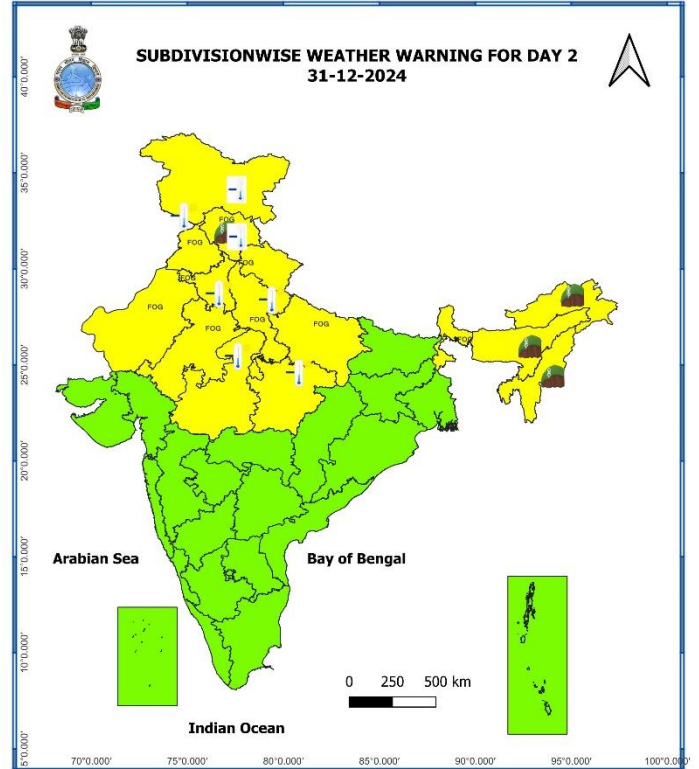 SUBDIVISIONWISE WEATHER WARNING FOR DAY 2
31-12-2024
40°0.000'
35°0.000'
30°0.000'
25°0.000'
20°0.000'
15°0.000'
10°0.000'
5°0.000'
FOG
FOG
FOG
FOG
FOG
FOG
FOG
FOG
FOG
Arabian Sea
Bay of Bengal
0 250 500 km
Indian Ocean
70°0.000' 75°0.000' 80°0.000' 85°0.000' 90°0.000' 95°0.000' 100°0.000'